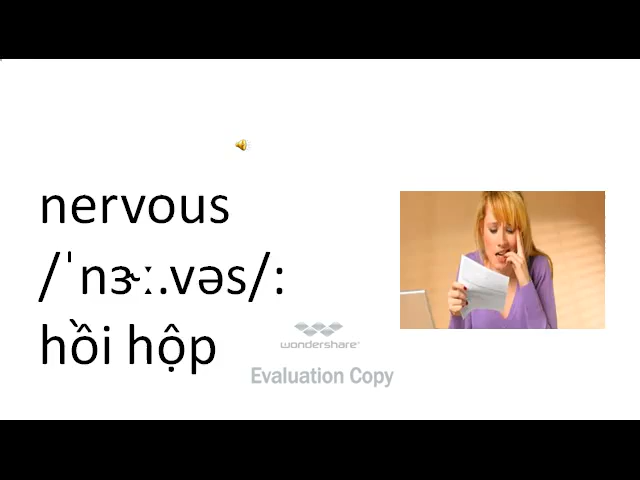 nervous
/ˈnɝː.vəs/:
hồi hộp
wondershare
Evaluation Copy